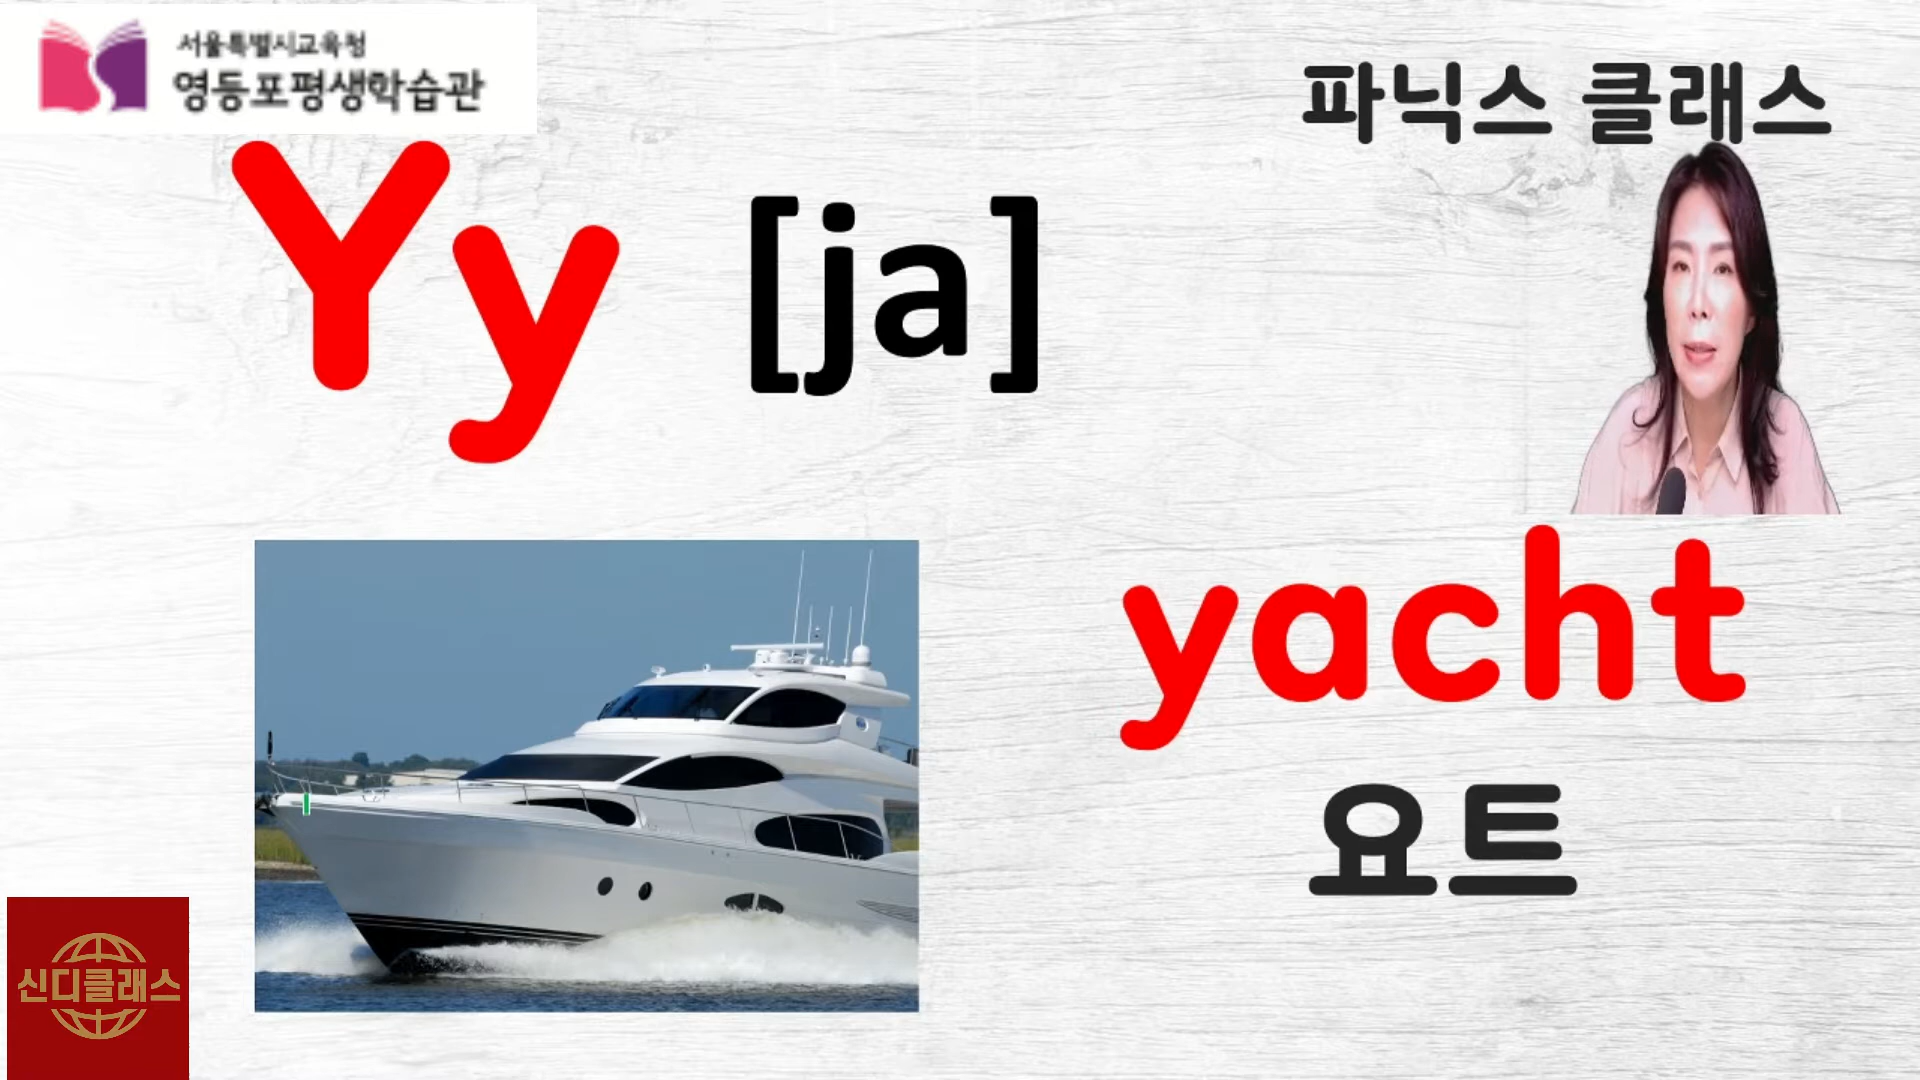 서울특별시교육청
영등포평생학습관
파닉스 클래스
Yy [ja]
yacht
요트
신디클래스